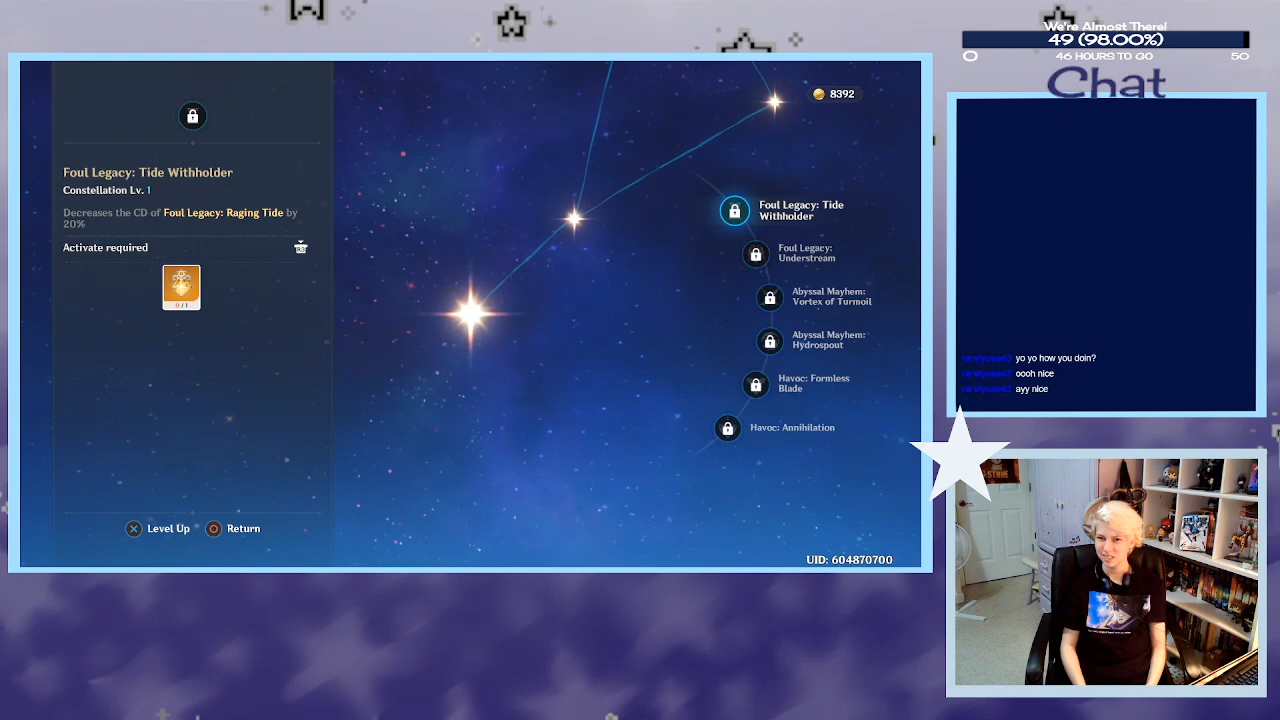 We're Almost There!
49 (98.00%)
0 46 HOURS TO GO 50
Chat
8392
Foul Legacy: Tide Withholder
Constellation Lv. 1
Decreases the CD of Foul Legacy: Raging Tide by
20%
Activate required
R3
0 / 1
Foul Legacy: Tide
Withholder
Foul Legacy:
Understream
Abyssal Mayhem:
Vortex of Turmoil
Abyssal Mayhem:
Hydrospout
Havoc: Formless
Blade
Havoc: Annihilation
Level Up
Return
UID: 604870700
yo yo how you doin?
oooh nice
ayy nice